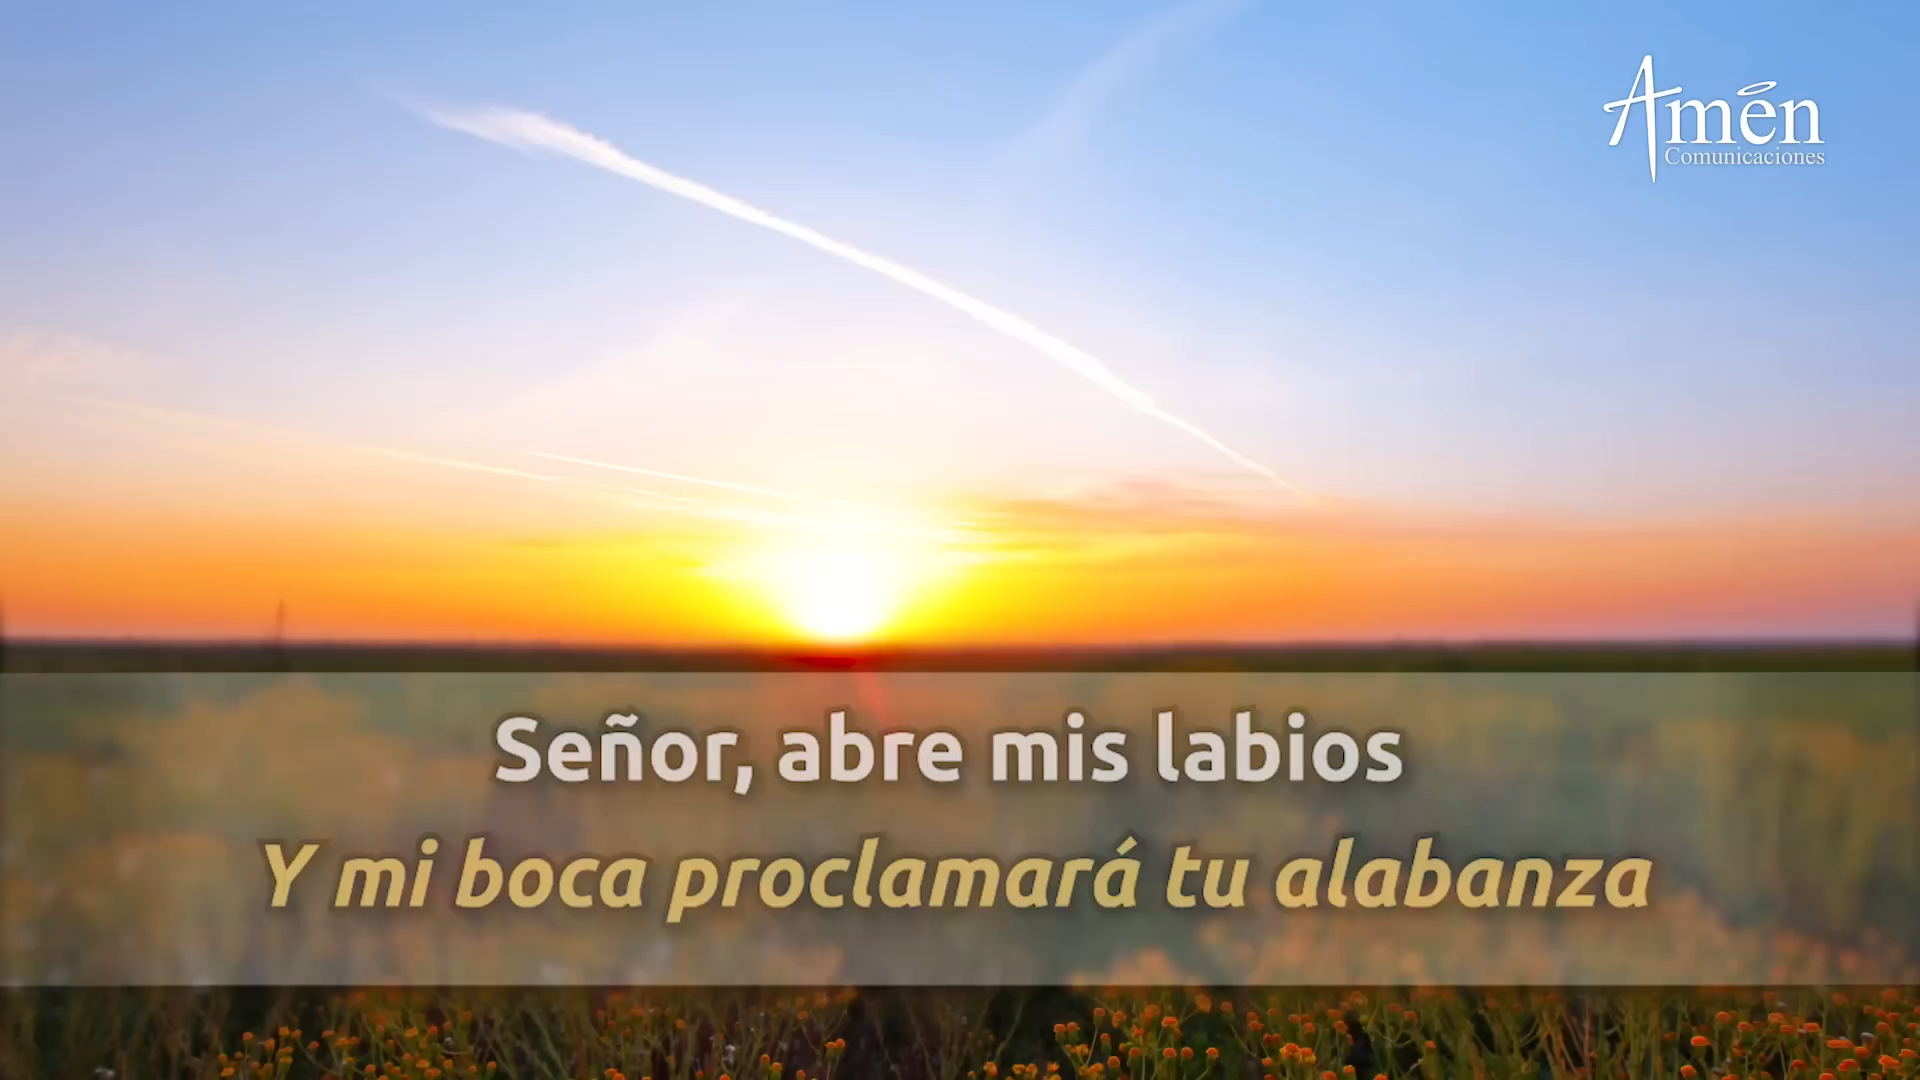 Amén
Comunicaciones
Señor, abre mis labios
Y mi boca proclamará tu alabanza